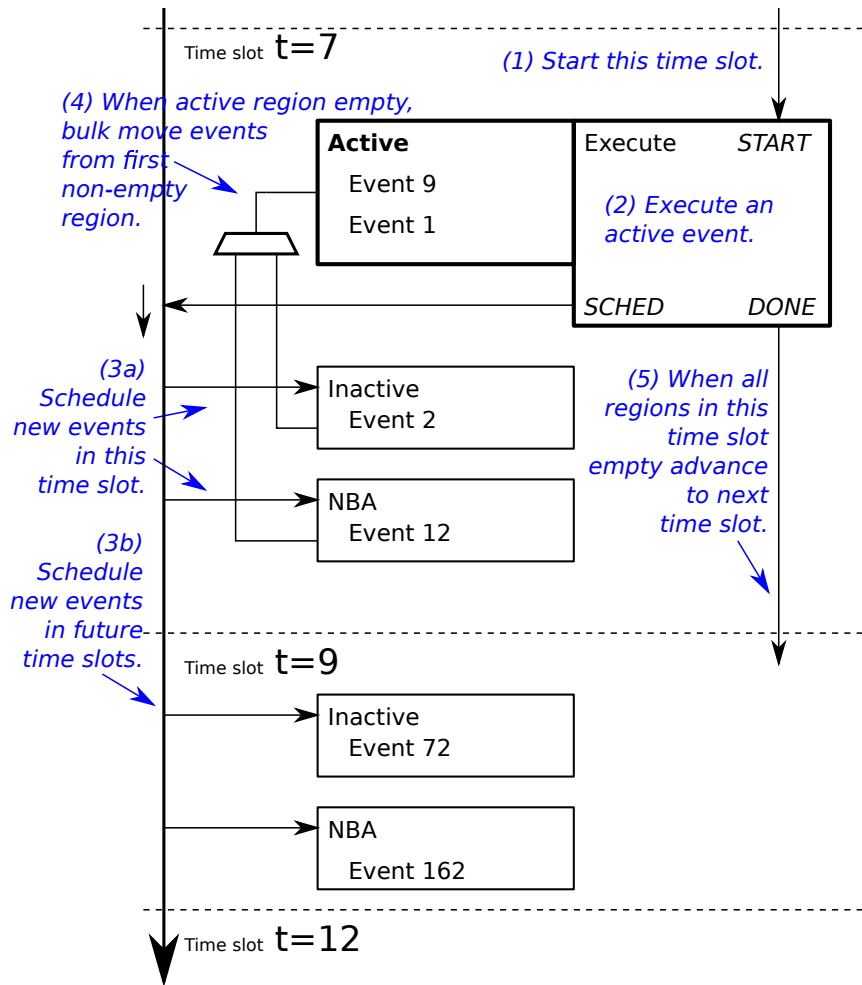 Time slot t=7
(1) Start this time slot.
(4) When active region empty,
bulk move events
from first
non-empty
region.
Active
Event 9
Event 1
Execute START
(2) Execute an
active event.
SCHED DONE
(3a)
Schedule
new events
in this
time slot.
Inactive
Event 2
(5) When all
regions in this
time slot
empty advance
to next
time slot.
NBA
Event 12
(3b)
Schedule
new events
in future
time slots.
Time slot t=9
Inactive
Event 72
NBA
Event 162
Time slot t=12